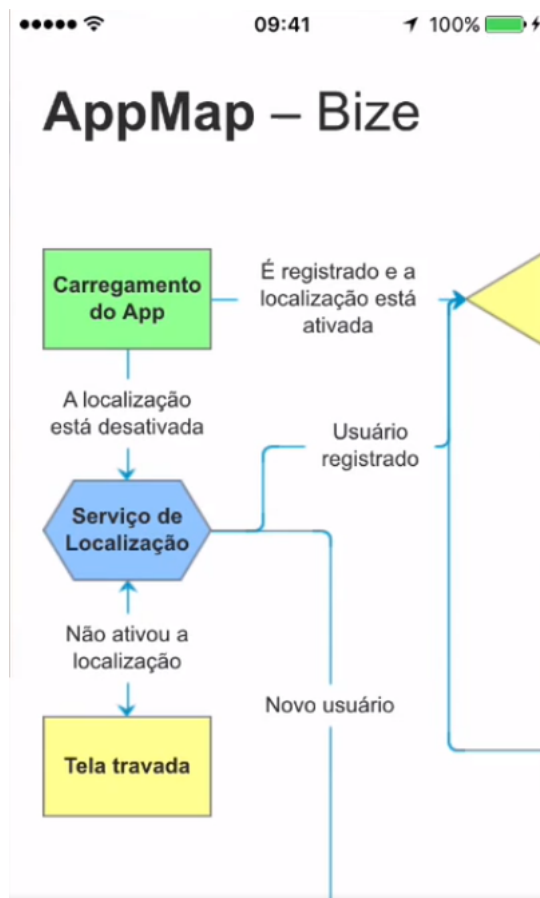 09:41
100%
AppMap – Bize
Carregamento
do App
É registrado e a
localização está
ativada
A localização
está desativada
Usuário
registrado
Serviço de
Localização
Não ativou a
localização
Novo usuário
Tela travada